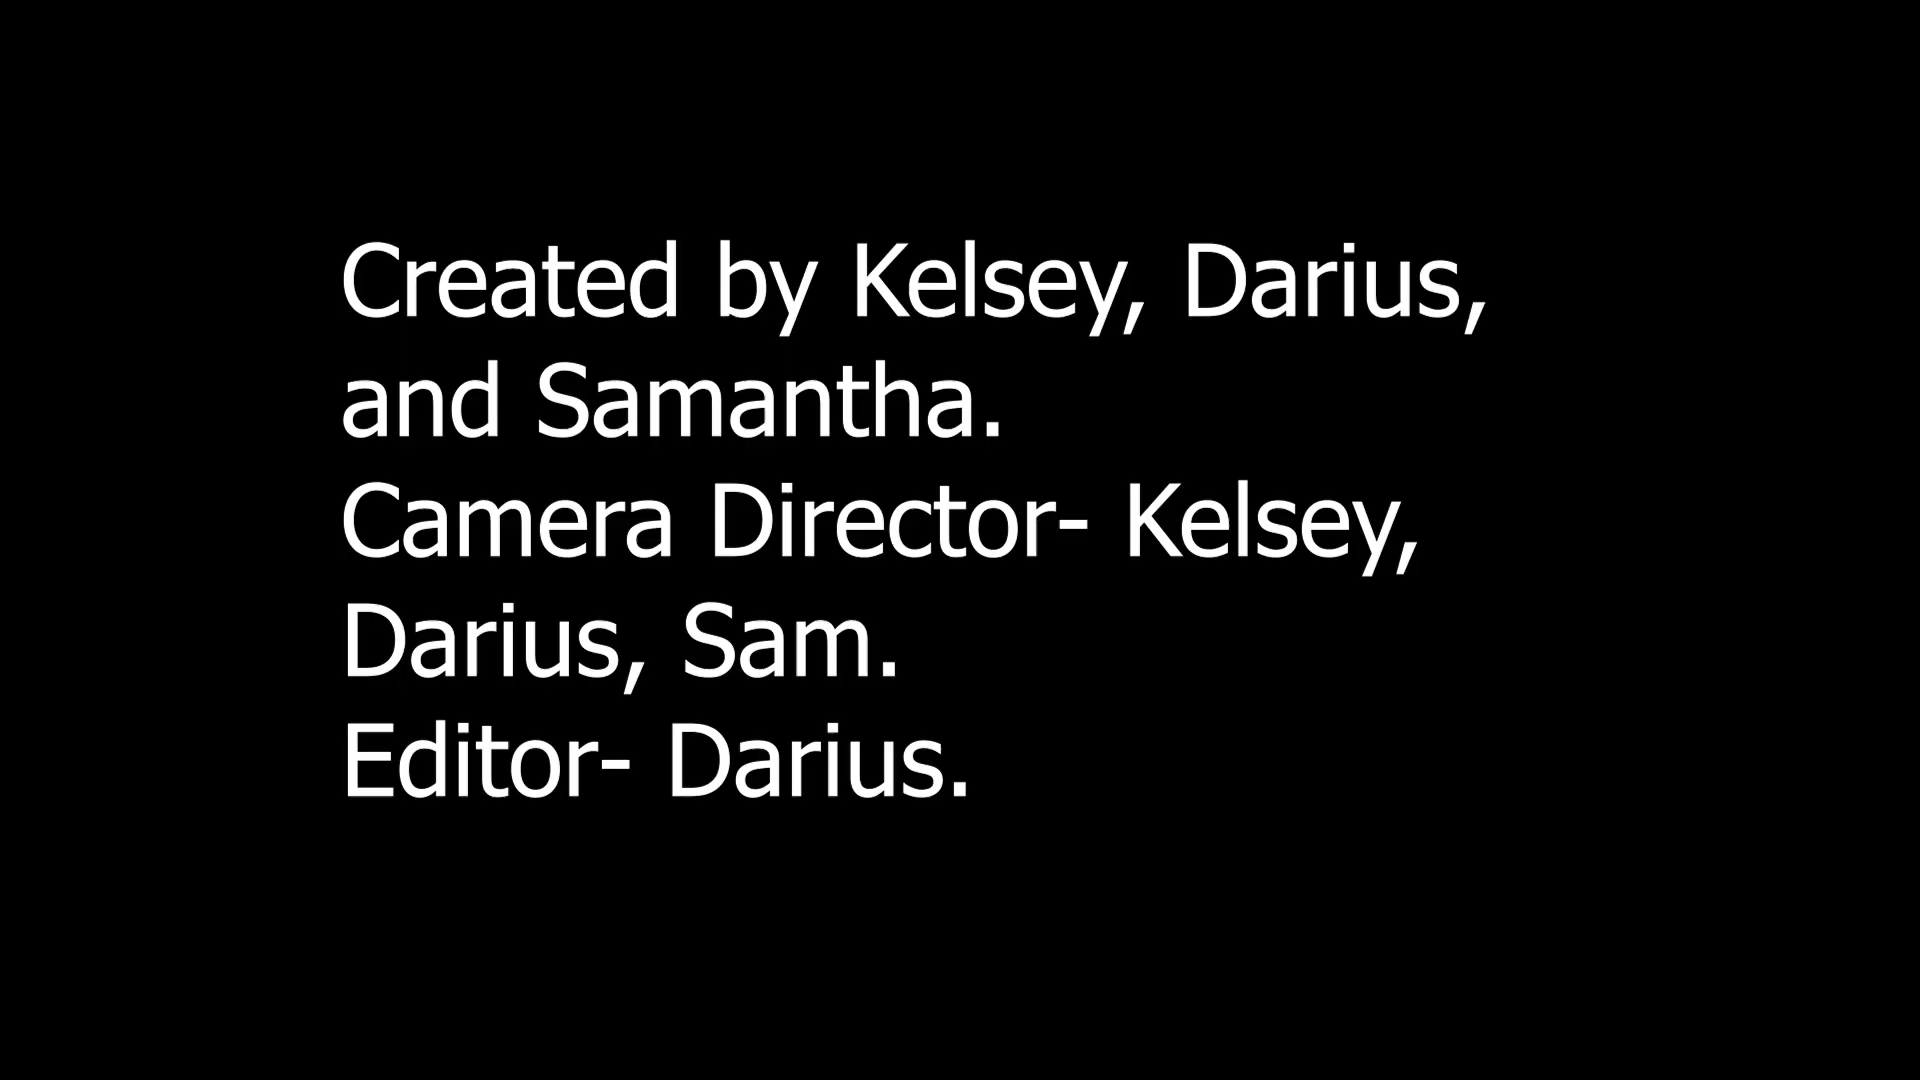 Created by Kelsey, Darius,
and Samantha.
Camera Director- Kelsey,
Darius, Sam.
Editor- Darius.